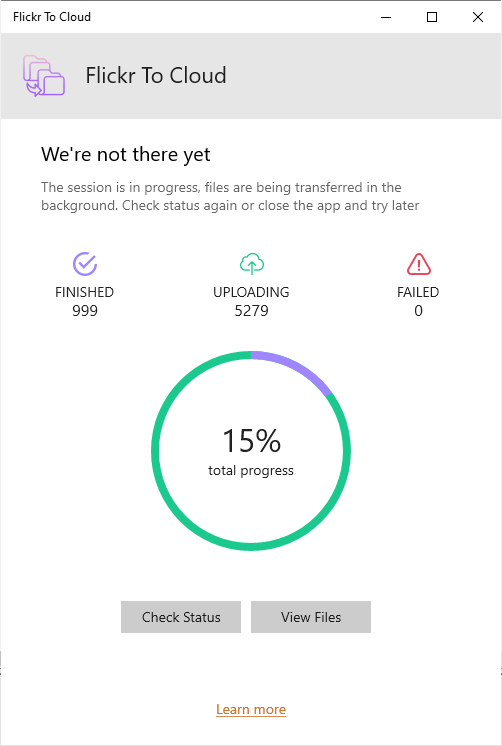 Flickr To Cloud
Flickr To Cloud
We're not there yet
The session is in progress, files are being transferred in the
background. Check status again or close the app and try later
FINISHED
999
UPLOADING
5279
FAILED
0
15%
total progress
Check Status
View Files
Learn more